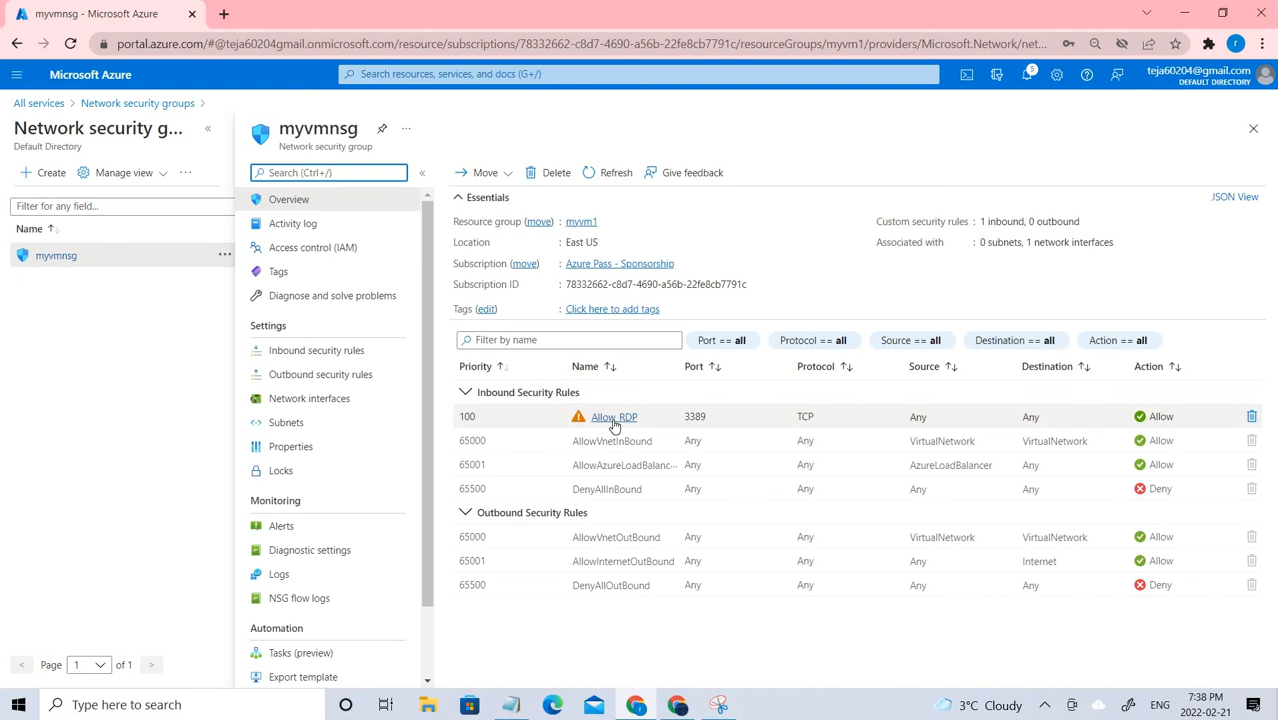 myvmnsg - Microsoft Azure
portal.azure.com/#@teja60204gmail.onmicrosoft.com/resource/subscription/78332662-c8d7-4690-a56b-22fe8cb7791c/resourceGroups/myvm1/providers/Microsoft.Network/net...
r
Microsoft Azure
Search resources, services, and docs (G+/)
5
teja60204@gmail.com
DEFAULT DIRECTORY
All services > Network security groups >
Network security g...
Default Directory
Create
Manage view
Filter for any field...
Name
myvmnsg
Page 1 of 1
myvmnsg
Network security group
Search (Ctrl+/)
Overview
Activity log
Access control (IAM)
Tags
Diagnose and solve problems
Settings
Inbound security rules
Outbound security rules
Network interfaces
Subnets
Properties
Locks
Monitoring
Alerts
Diagnostic settings
Logs
NSG flow logs
Automation
Tasks (preview)
Export template
Move Delete Refresh Give feedback
Essentials
JSON View
Resource group (move) : myvm1
Location : East US
Subscription (move) : Azure Pass - Sponsorship
Subscription ID : 78332662-c8d7-4690-a56b-22fe8cb7791c
Tags (edit) : Click here to add tags
Custom security rules : 1 inbound, 0 outbound
Associated with : 0 subnets, 1 network interfaces
Filter by name
Port == all
Protocol == all
Source == all
Destination == all
Action == all
Priority Name Port Protocol Source Destination Action
Inbound Security Rules
100 Allow_RDP 3389 TCP Any Any Allow
65000 AllowVnetInBound Any Any VirtualNetwork VirtualNetwork Allow
65001 AllowAzureLoadBalanc... Any Any AzureLoadBalancer Any Allow
65500 DenyAllInBound Any Any Any Any Deny
Outbound Security Rules
65000 AllowVnetOutBound Any Any VirtualNetwork VirtualNetwork Allow
65001 AllowInternetOutBound Any Any Any Internet Allow
65500 DenyAllOutBound Any Any Any Any Deny
Type here to search
3°C Cloudy
ENG
7:38 PM
2022-02-21